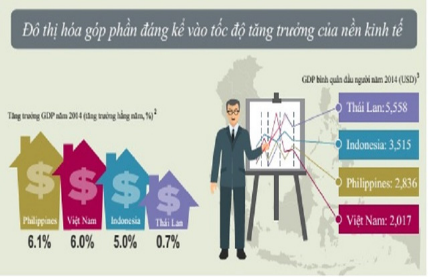 Đô thị hóa góp phần đáng kể vào tốc độ tăng trưởng của nền kinh tế
GDP bình quân đầu người năm 2014 (USD)³
Tăng trưởng GDP năm 2014 (tăng trưởng hằng năm, %)²
Thái Lan: 5,558
Indonesia: 3,515
Philippines: 2,836
Việt Nam: 2,017
$ $ $ $
Philippines Việt Nam Indonesia Thái Lan
6.1% 6.0% 5.0% 0.7%